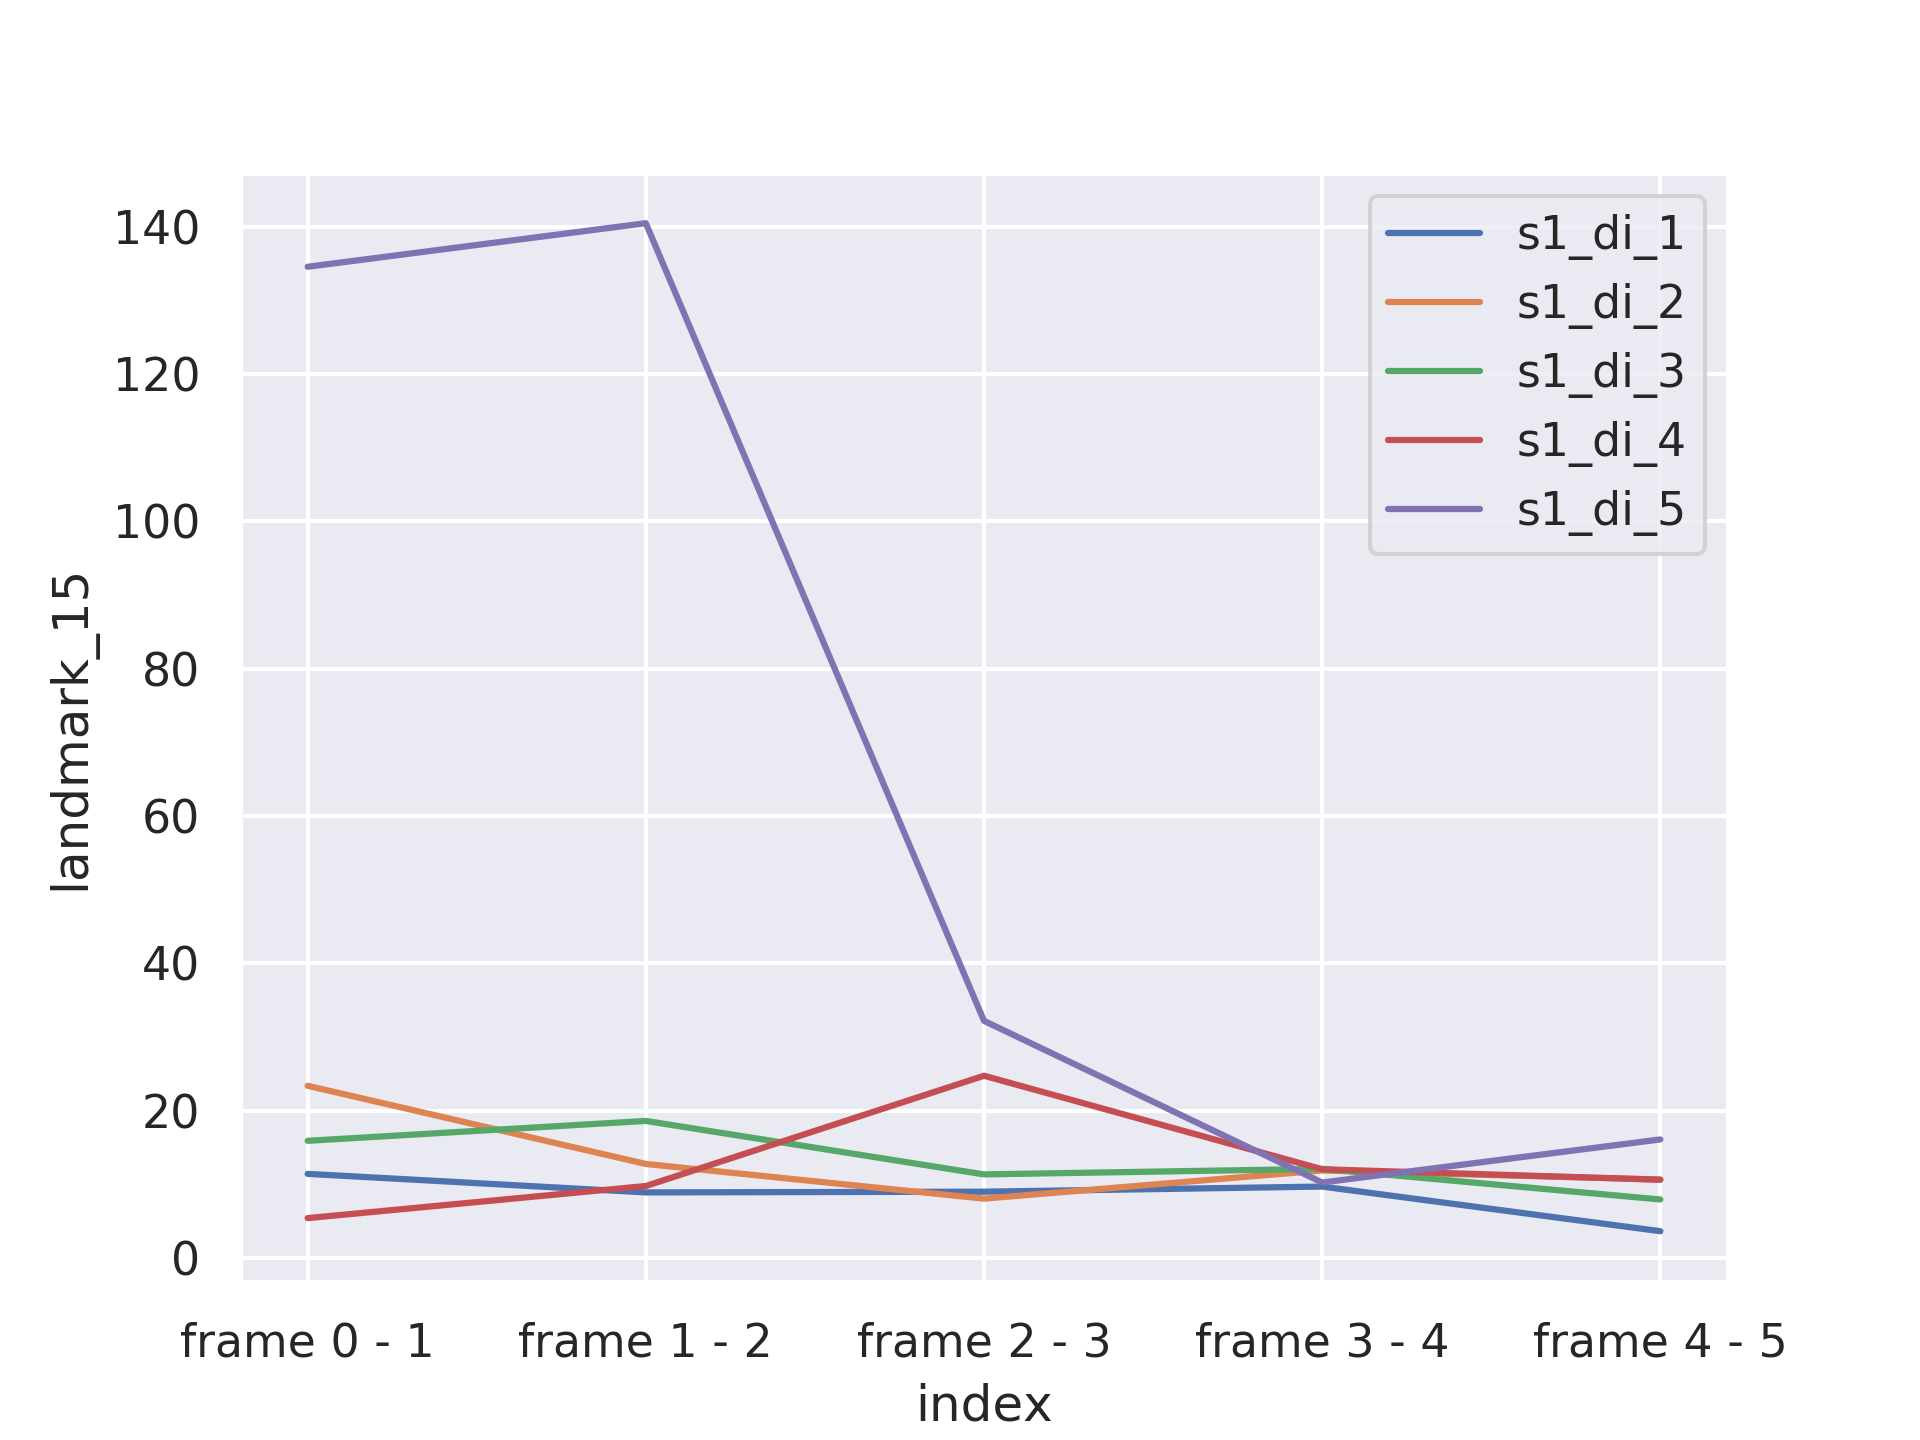 140
120
100
80
60
40
20
0
landmark_15
s1_di_1
s1_di_2
s1_di_3
s1_di_4
s1_di_5
frame 0 - 1 frame 1 - 2 frame 2 - 3 frame 3 - 4 frame 4 - 5
index